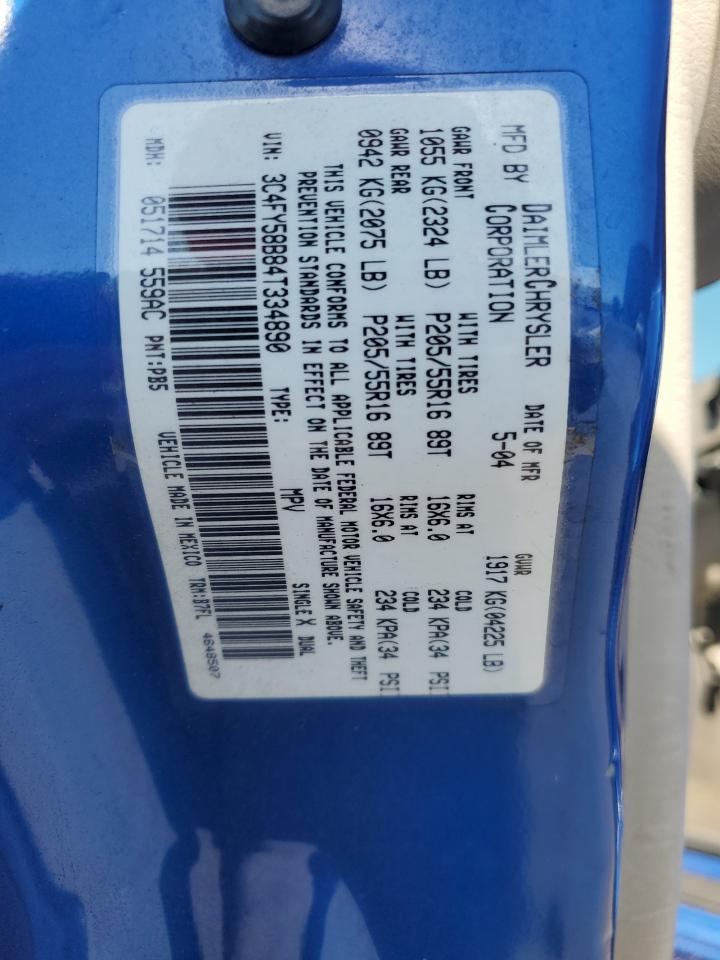 MFD BY DAIMLERCHRYSLER CORPORATION
DATE OF MFR 5-04
GVWR 1917 KG(04225 LB)
GAWR FRONT WITH TIRES RIMS AT COLD
1055 KG(2324 LB) P205/55R16 89T 16X6.0 234 KPA(34 PSI
GAWR REAR WITH TIRES RIMS AT COLD
0942 KG(2075 LB) P205/55R16 89T 16X6.0 234 KPA(34 PSI
THIS VEHICLE CONFORMS TO ALL APPLICABLE FEDERAL MOTOR VEHICLE SAFETY AND THEFT
PREVENTION STANDARDS IN EFFECT ON THE DATE OF MANUFACTURE SHOWN ABOVE.
VIN: 3C4FY58B84T334890 TYPE: MPV SINGLE X DUAL
MDH: 051714 559AC PNT:PB5 VEHICLE MADE IN MEXICO TRM:B7FL 4648507